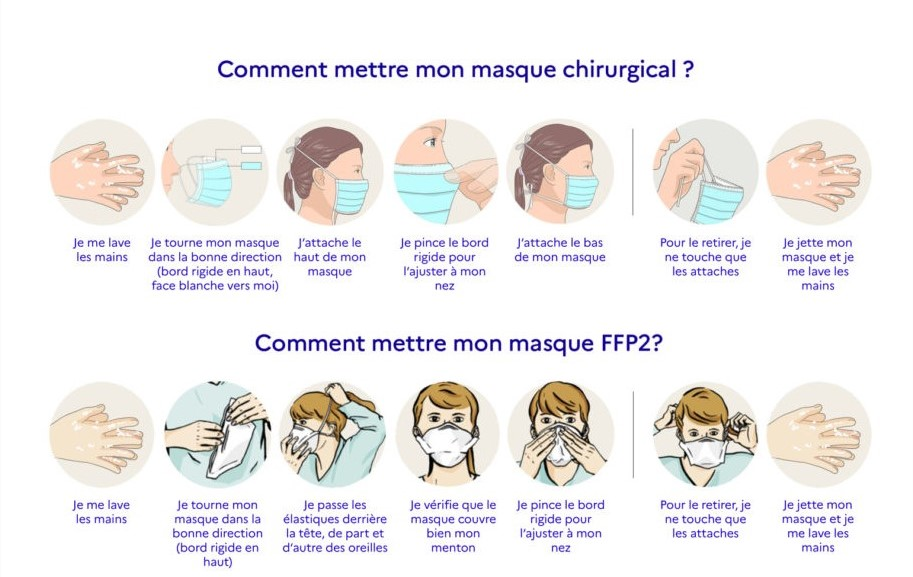 Comment mettre mon masque chirurgical ?
Je me lave
les mains
Je tourne mon masque
dans la bonne direction
(bord rigide en haut,
face blanche vers moi)
J'attache le
haut de mon
masque
Je pince le bord
rigide pour
l'ajuster à mon
nez
J'attache le bas
de mon masque
Pour le retirer, je
ne touche que
les attaches
Je jette mon
masque et je
me lave les
mains
Comment mettre mon masque FFP2?
Je me lave
les mains
Je tourne mon
masque dans la
bonne direction
(bord rigide en
haut)
Je passe les
élastiques derrière
la tête, de part et
d'autre des oreilles
Je vérifie que le
masque couvre
bien mon
menton
Je pince le bord
rigide pour
l'ajuster à mon
nez
Pour le retirer, je
ne touche que
les attaches
Je jette mon
masque et je
me lave les
mains